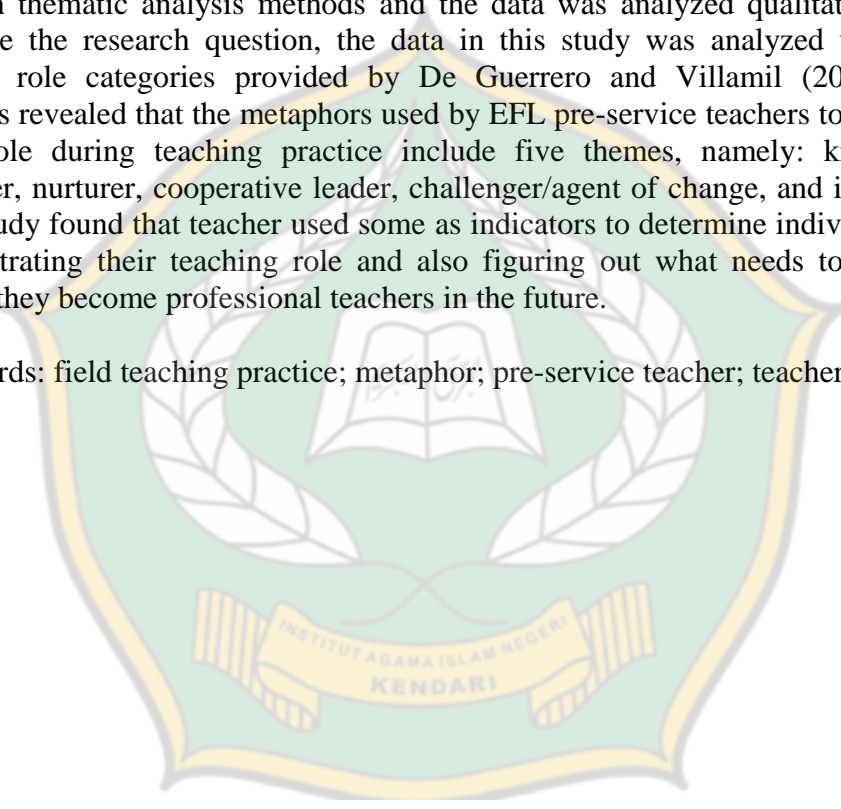 thematic analysis methods and the data was analyzed qualitat
e the research question, the data in this study was analyzed
role categories provided by De Guerrero and Villamil (20
s revealed that the metaphors used by EFL pre-service teachers to
ole during teaching practice include five themes, namely: k
er, nurturer, cooperative leader, challenger/agent of change, and i
udy found that teacher used some as indicators to determine indiv
trating their teaching role and also figuring out what needs to
they become professional teachers in the future.
rds: field teaching practice; metaphor; pre-service teacher; teacher
INSTITUT AGAMA ISLAM NEGERI
KENDARI